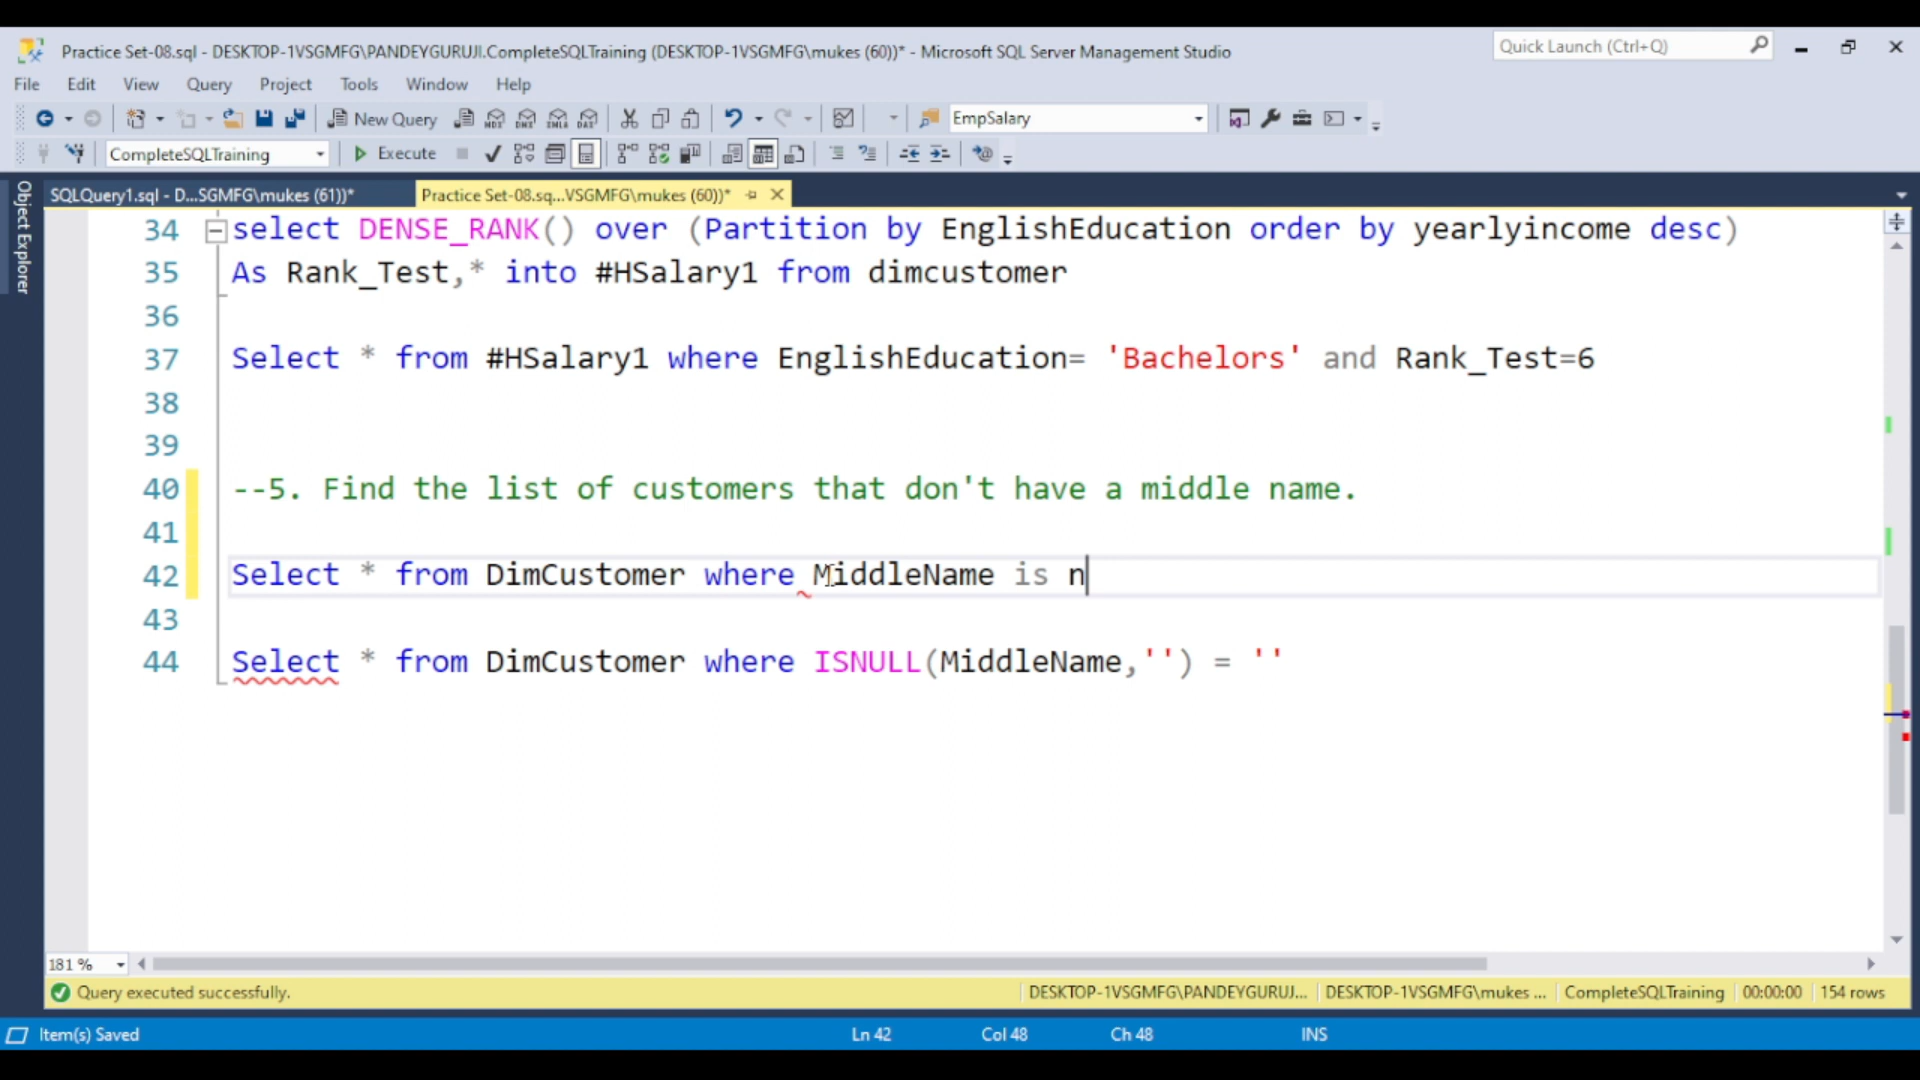 Practice Set-08.sql - DESKTOP-1VSGMFG\PANDEYGURUJI.CompleteSQLTraining (DESKTOP-1VSGMFG\mukes (60))* - Microsoft SQL Server Management Studio
Quick Launch (Ctrl+Q)
File Edit View Query Project Tools Window Help
New Query
EmpSalary
CompleteSQLTraining
Execute
Object Explorer
SQLQuery1.sql - D...SGMFG\mukes (61))*
Practice Set-08.sq...VSGMFG\mukes (60))*
34 select DENSE_RANK() over (Partition by EnglishEducation order by yearlyincome desc)
35 As Rank_Test,* into #HSalary1 from dimcustomer
36
37 Select * from #HSalary1 where EnglishEducation= 'Bachelors' and Rank_Test=6
38
39
40 --5. Find the list of customers that don't have a middle name.
41
42 Select * from DimCustomer where MiddleName is n
43
44 Select * from DimCustomer where ISNULL(MiddleName,'') = ''
181 %
Query executed successfully.
DESKTOP-1VSGMFG\PANDEYGURUJ... DESKTOP-1VSGMFG\mukes ... CompleteSQLTraining 00:00:00 154 rows
Item(s) Saved
Ln 42 Col 48 Ch 48 INS